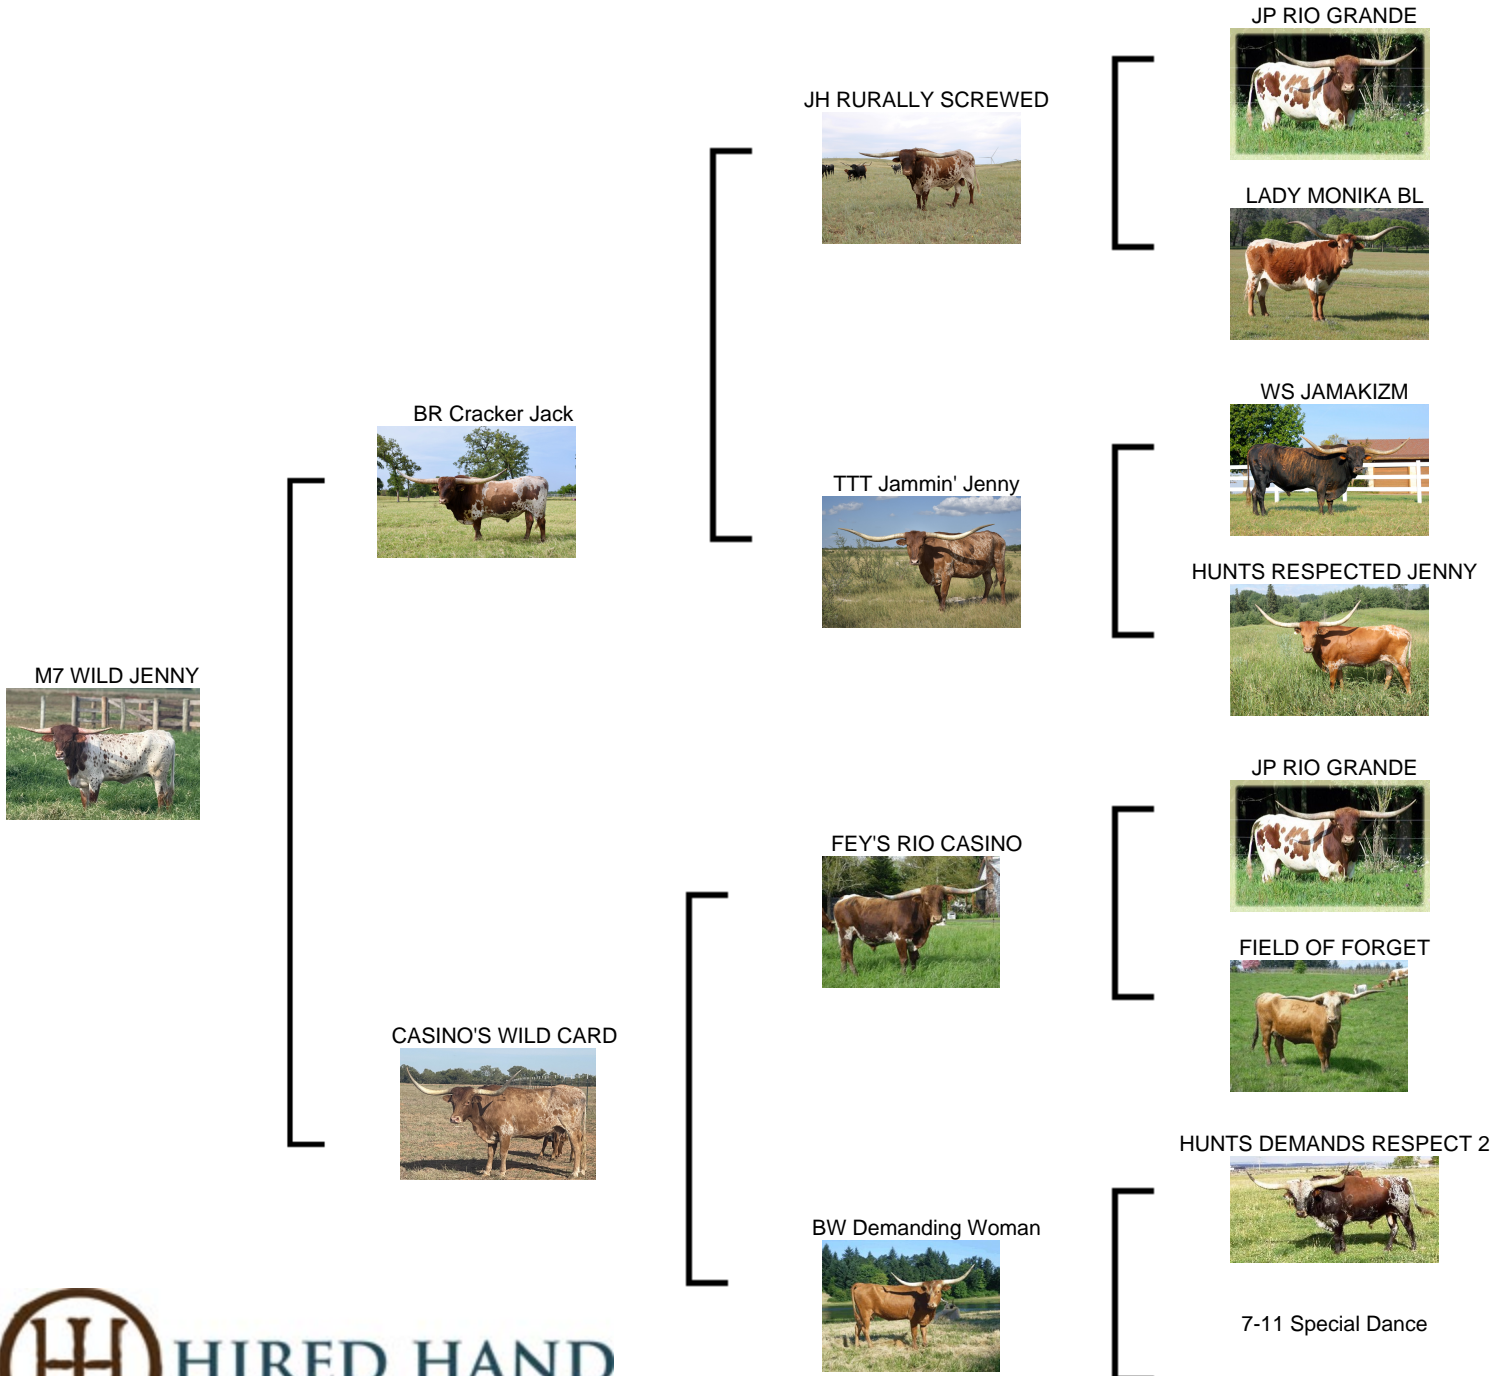 JP RIO GRANDE
JH RURALLY SCREWED
LADY MONIKA BL
WS JAMAKIZM
BR Cracker Jack
TTT Jammin' Jenny
HUNTS RESPECTED JENNY
M7 WILD JENNY
JP RIO GRANDE
FEY'S RIO CASINO
FIELD OF FORGET
CASINO'S WILD CARD
HUNTS DEMANDS RESPECT 2
BW Demanding Woman
7-11 Special Dance
HIRED HAND